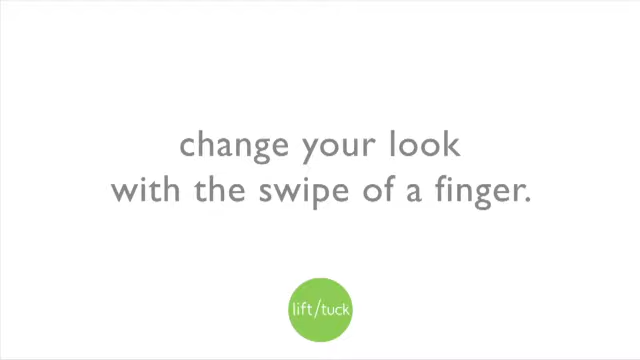 change your look
with the swipe of a finger.
lift/tuck